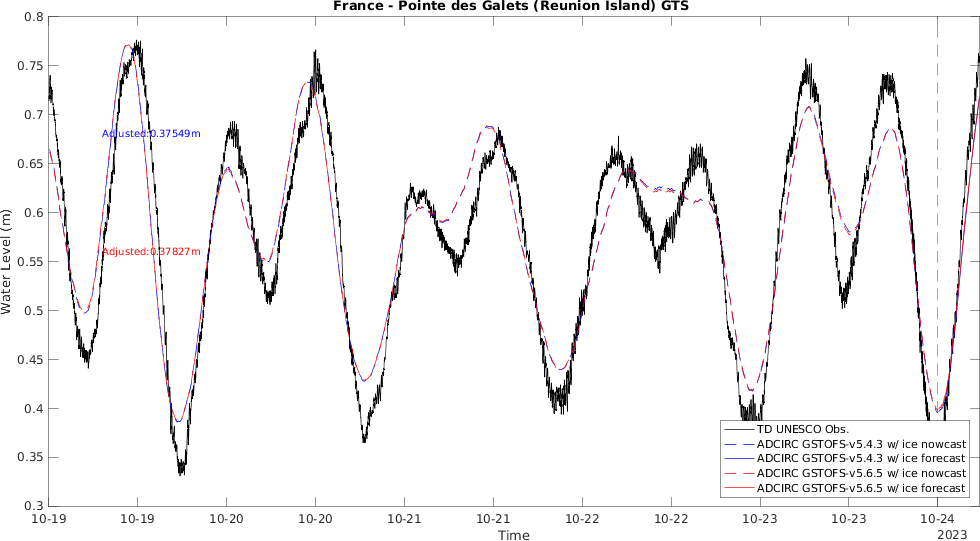 France - Pointe des Galets (Reunion Island) GTS
0.8
0.75
0.7
0.65
0.6
0.55
0.5
0.45
0.4
0.35
0.3
Water Level (m)
Adjusted:0.37549m
Adjusted:0.37827m
TD UNESCO Obs.
ADCIRC GSTOFS-v5.4.3 w/ ice nowcast
ADCIRC GSTOFS-v5.4.3 w/ ice forecast
ADCIRC GSTOFS-v5.6.5 w/ ice nowcast
ADCIRC GSTOFS-v5.6.5 w/ ice forecast
10-19 10-19 10-20 10-20 10-21 10-21 10-22 10-22 10-23 10-23 10-24
Time 2023